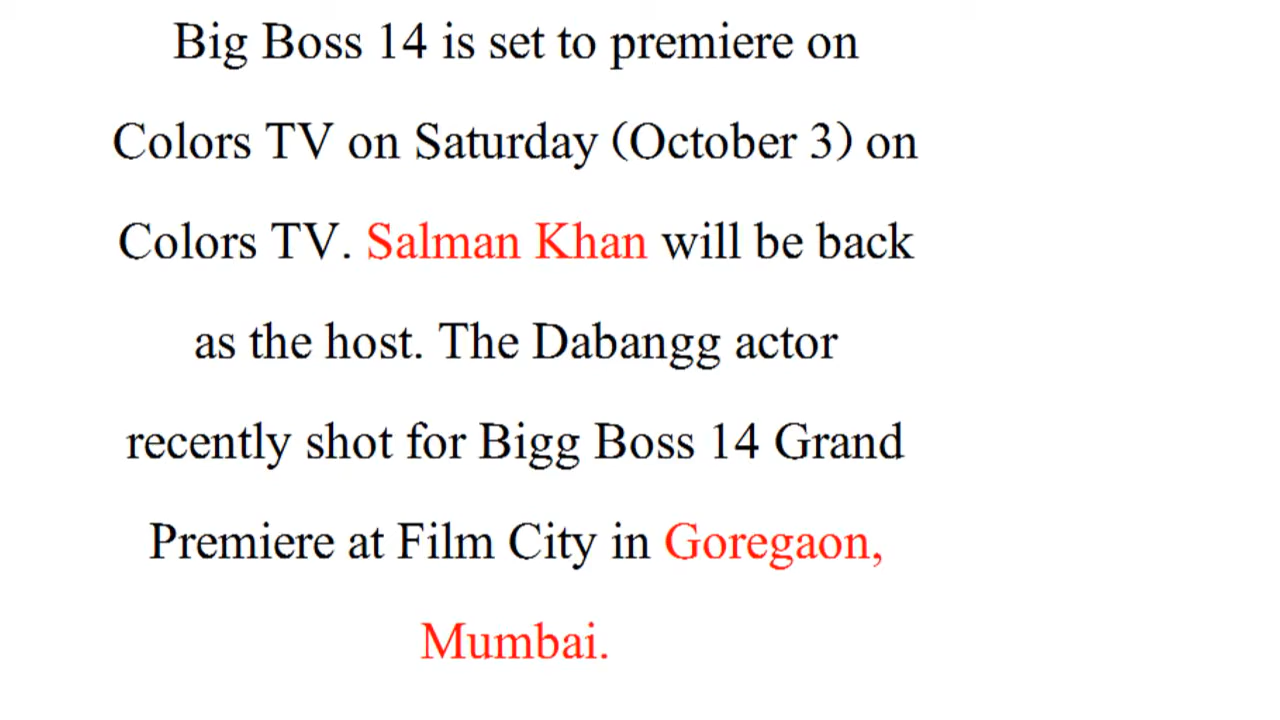 Big Boss 14 is set to premiere on
Colors TV on Saturday (October 3) on
Colors TV. Salman Khan will be back
as the host. The Dabangg actor
recently shot for Bigg Boss 14 Grand
Premiere at Film City in Goregaon,
Mumbai.